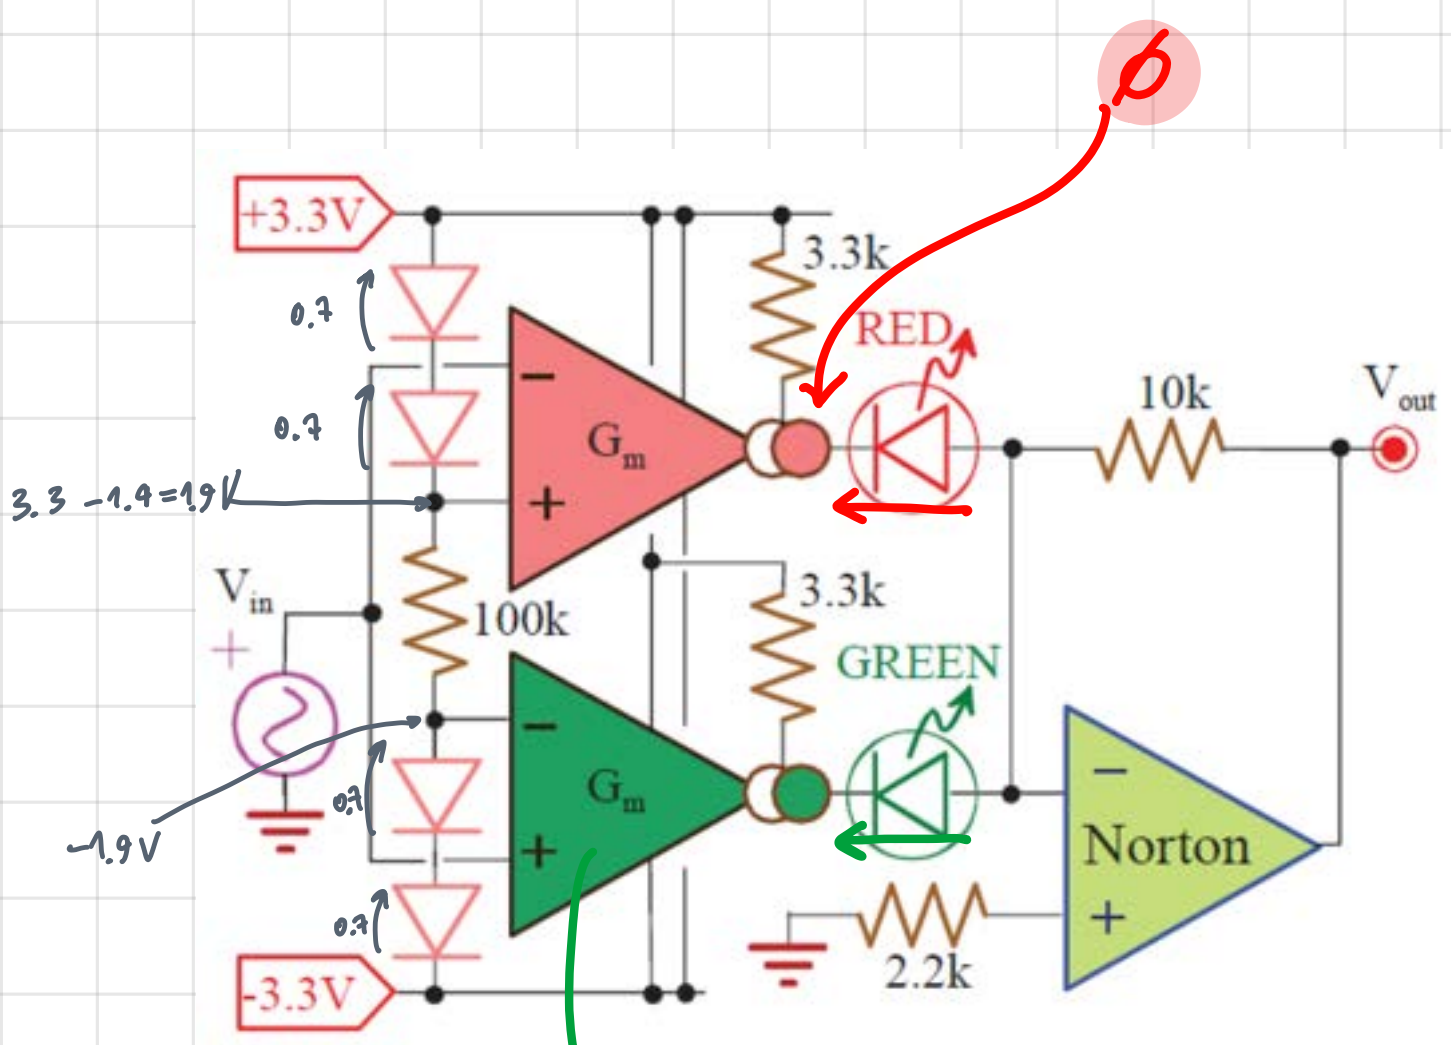 ϕ
+3.3V
3.3k
0.7
RED
10k
Vout
−
0.7
Gm
3.3 -1.4=1.9V
+
Vin
3.3k
100k
+
GREEN
−
−
0.7
Gm
-1.9V
+
Norton
0.7
+
2.2k
-3.3V